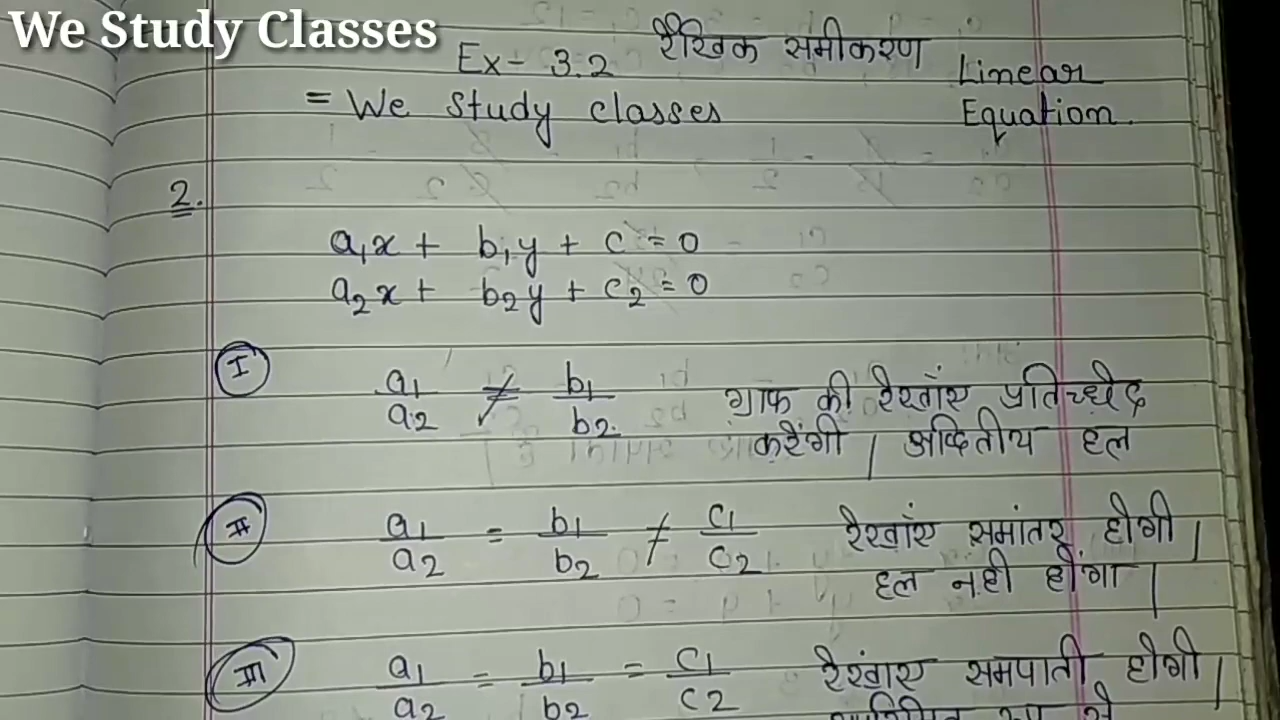 We Study Classes
Ex - 3.2 रैखिक समीकरण Linear Equation.
= We Study classes
2.
a₁x + b₁y + c = 0
a₂x + b₂y + c₂ = 0
I a₁/a₂ ≠ b₁/b₂ ग्राफ की रेखाँए प्रतिच्छेद
करेंगी | अद्वितीय हल
II a₁/a₂ = b₁/b₂ ≠ c₁/c₂ रेखाँए समांतर होगी |
हल नही होंगा |
III a₁/a₂ = b₁/b₂ = c₁/c₂ रेखांए समपाती होगी |